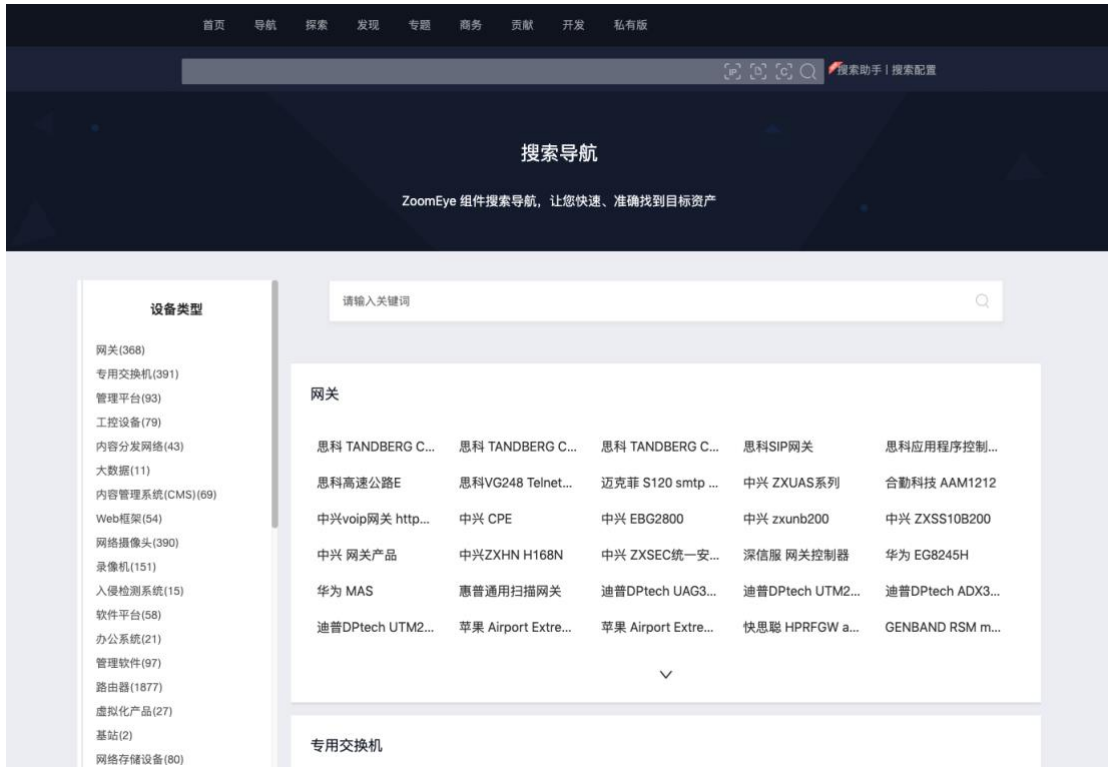 首页 导航 探索 发现 专题 商务 贡献 开发 私有版
搜索助手 | 搜索配置
搜索导航
ZoomEye 组件搜索导航，让您快速、准确找到目标资产
设备类型
网关(368)
专用交换机(391)
管理平台(93)
工控设备(79)
内容分发网络(43)
大数据(11)
内容管理系统(CMS)(69)
Web框架(54)
网络摄像头(390)
录像机(151)
入侵检测系统(15)
软件平台(58)
办公系统(21)
管理软件(97)
路由器(1877)
虚拟化产品(27)
基站(2)
网络存储设备(80)
请输入关键词
网关
思科 TANDBERG C... 思科 TANDBERG C... 思科 TANDBERG C... 思科SIP网关 思科应用程序控制...
思科高速公路E 思科VG248 Telnet... 迈克菲 S120 smtp ... 中兴 ZXUAS系列 合勤科技 AAM1212
中兴voip网关 http... 中兴 CPE 中兴 EBG2800 中兴 zxunb200 中兴 ZXSS10B200
中兴 网关产品 中兴ZXHN H168N 中兴 ZXSEC统一安... 深信服 网关控制器 华为 EG8245H
华为 MAS 惠普通用扫描网关 迪普DPtech UAG3... 迪普DPtech UTM2... 迪普DPtech ADX3...
迪普DPtech UTM2... 苹果 Airport Extre... 苹果 Airport Extre... 快思聪 HPRFGW a... GENBAND RSM m...
专用交换机